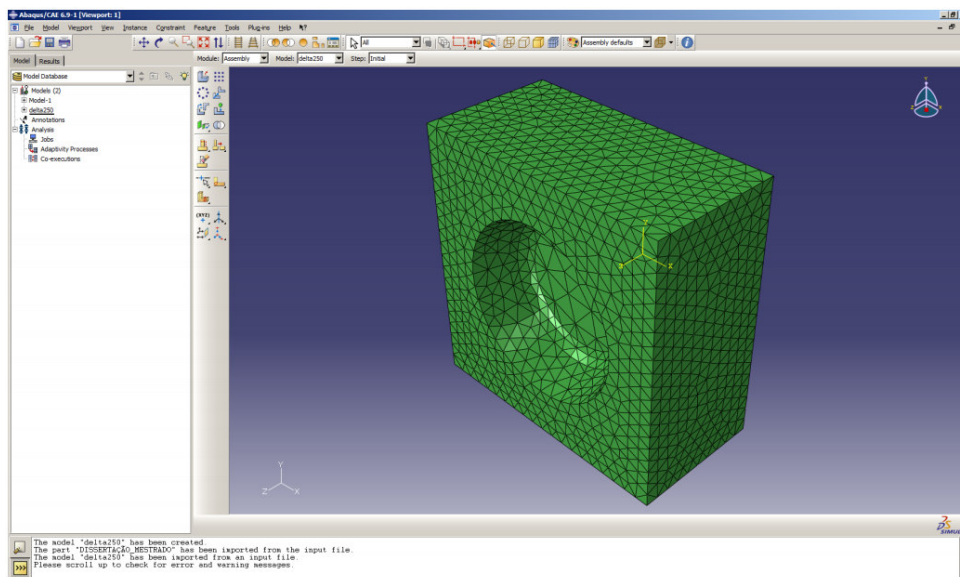 Abaqus/CAE 6.9-1 [Viewport: 1]
File Model Viewport View Instance Constraint Feature Tools Plug-ins Help
All Assembly defaults
Model Results Module: Assembly Model: delta250 Step: Initial
Model Database
Models (2)
Model-1
delta250
Annotations
Analysis
Jobs
Adaptivity Processes
Co-executions
(XYZ)
Y
Z X
The model "delta250" has been created.
The part "DISSERTAÇÃO_MESTRADO" has been imported from the input file.
The model "delta250" has been imported from an input file.
Please scroll up to check for error and warning messages.